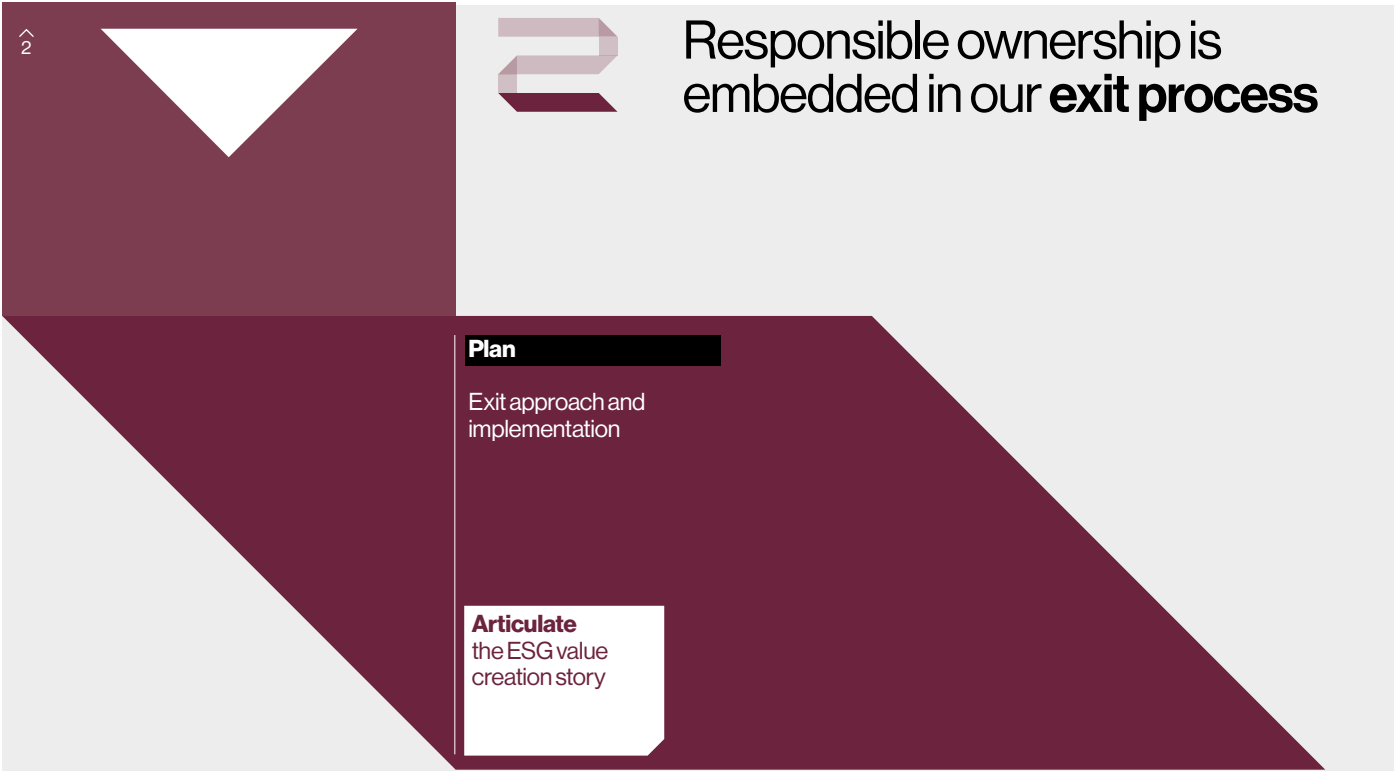 2
Responsible ownership is
embedded in our exit process
Plan
Exit approach and
implementation
Articulate
the ESG value
creation story